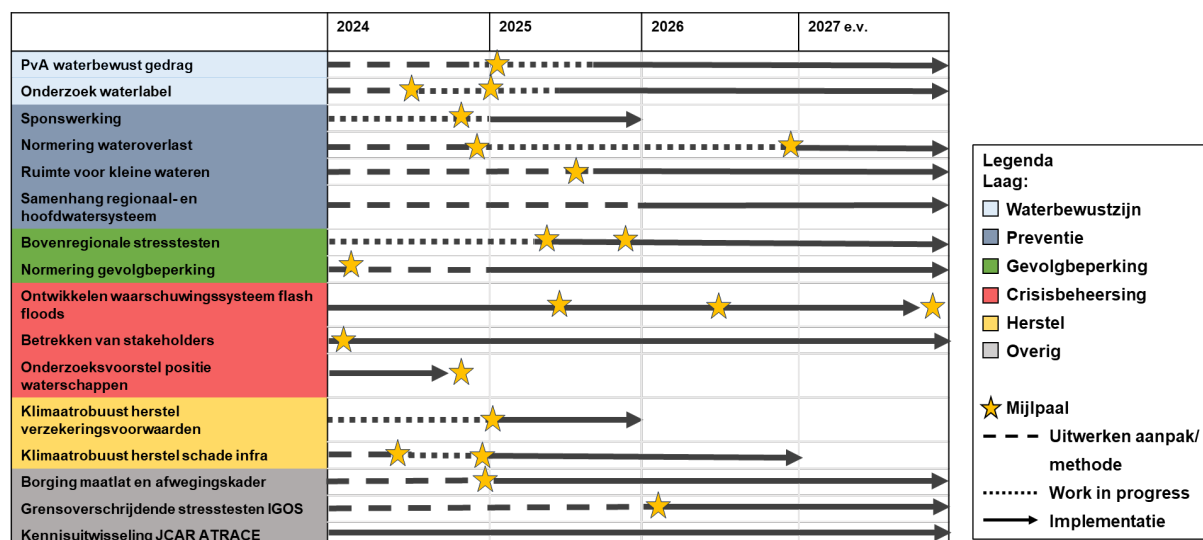 2024 2025 2026 2027 e.v.
PvA waterbewust gedrag
Onderzoek waterlabel
Sponswerking
Normering wateroverlast
Ruimte voor kleine wateren
Samenhang regionaal- en
hoofdwatersysteem
Bovenregionale stresstesten
Normering gevolgbeperking
Ontwikkelen waarschuwingssysteem flash
floods
Betrekken van stakeholders
Onderzoeksvoorstel positie
waterschappen
Klimaatrobuust herstel
verzekeringsvoorwaarden
Klimaatrobuust herstel schade infra
Borging maatlat en afwegingskader
Grensoverschrijdende stresstesten IGOS
Kennisuitwisseling JCAR ATRACE
Legenda
Laag:
Waterbewustzijn
Preventie
Gevolgbeperking
Crisisbeheersing
Herstel
Overig
Mijlpaal
Uitwerken aanpak/
methode
Work in progress
Implementatie